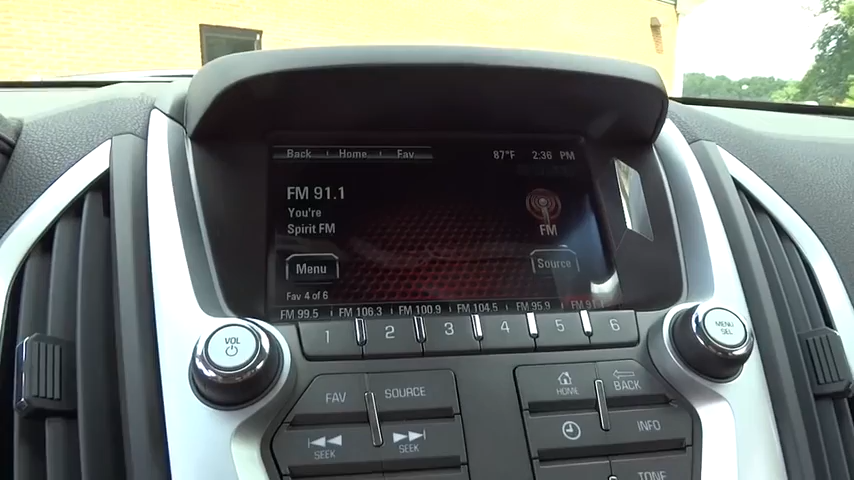 Back Home Fav 87°F 2:36 PM
FM 91.1
You're
Spirit FM
FM
Menu
Source
Fav 4 of 6
FM 99.5 FM 106.3 FM 100.9 FM 104.5 FM 95.9 FM 91.1
1 2 3 4 5 6
VOL
MENU
SEL
FAV SOURCE
HOME BACK
SEEK SEEK
INFO
TONE